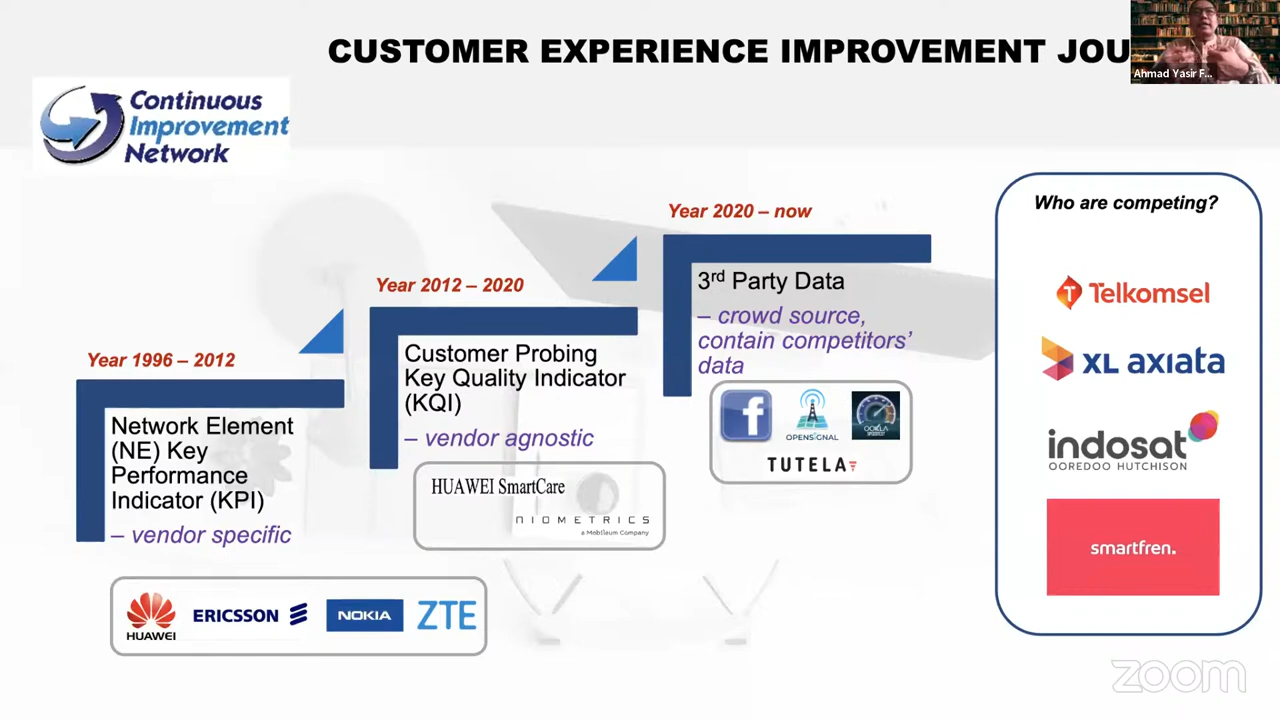 CUSTOMER EXPERIENCE IMPROVEMENT JOU
Ahmad Yasir F...
Continuous
Improvement
Network
Year 1996 – 2012
Network Element
(NE) Key
Performance
Indicator (KPI)
– vendor specific
HUAWEI
ERICSSON
NOKIA
ZTE
Year 2012 – 2020
Customer Probing
Key Quality Indicator
(KQI)
– vendor agnostic
HUAWEI SmartCare
NIOMETRICS
a Mobileum Company
Year 2020 – now
3rd Party Data
– crowd source,
contain competitors'
data
f
OPENSIGNAL
OOKLA
TUTELA
Who are competing?
Telkomsel
XL axiata
indosat
OOREDOO HUTCHISON
smartfren.
zoom